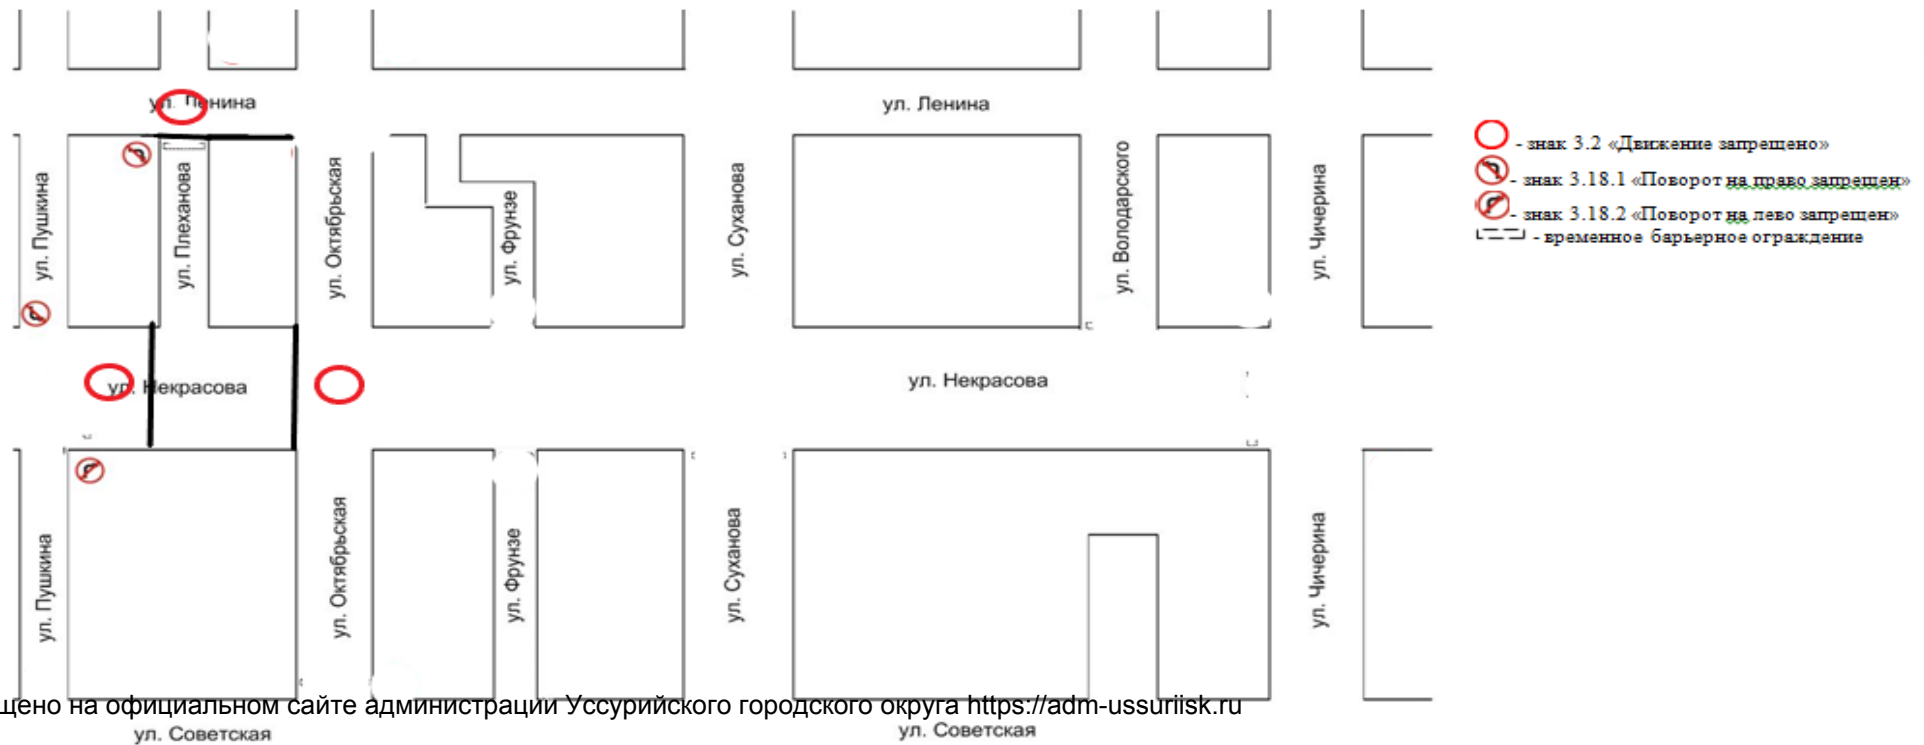 ул. Ленина
ул. Ленина
ул. Пушкина
ул. Плеханова
ул. Октябрьская
ул. Фрунзе
ул. Суханова
ул. Володарского
ул. Чичерина
- знак 3.2 «Движение запрещено»
- знак 3.18.1 «Поворот на право запрещен»
- знак 3.18.2 «Поворот на лево запрещен»
- временное барьерное ограждение
ул. Некрасова
ул. Некрасова
ул. Пушкина
ул. Октябрьская
ул. Фрунзе
ул. Суханова
ул. Чичерина
щено на официальном сайте администрации Уссурийского городского округа https://adm-ussuriisk.ru
ул. Советская
ул. Советская